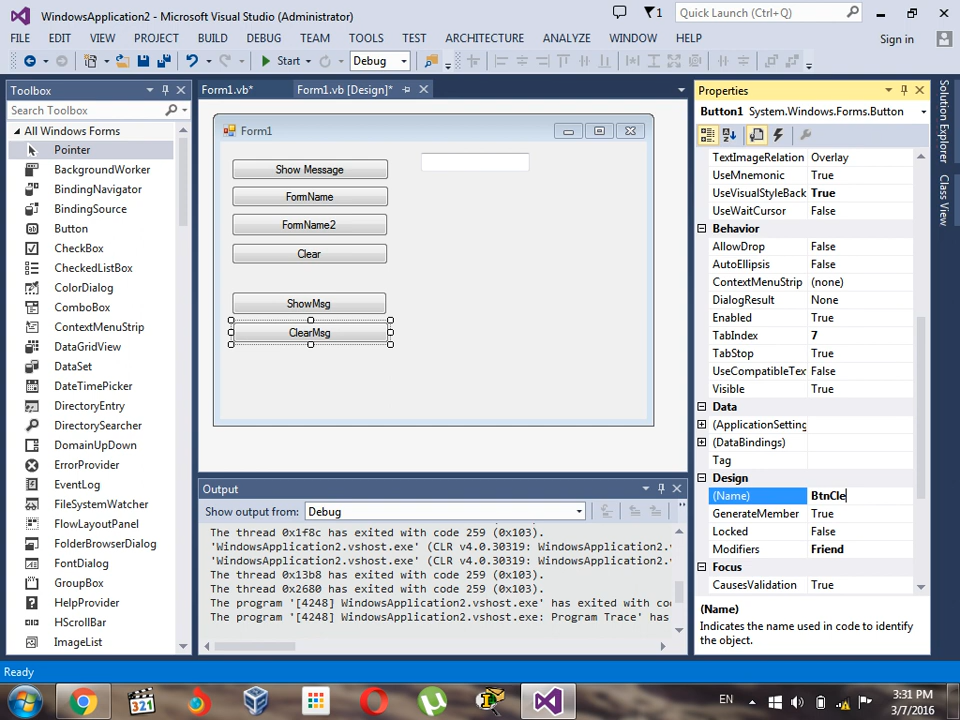 WindowsApplication2 - Microsoft Visual Studio (Administrator)
1
Quick Launch (Ctrl+Q)
FILE EDIT VIEW PROJECT BUILD DEBUG TEAM TOOLS TEST ARCHITECTURE ANALYZE WINDOW HELP
Sign in
Start Debug
Toolbox
Search Toolbox
All Windows Forms
Pointer
BackgroundWorker
BindingNavigator
BindingSource
Button
CheckBox
CheckedListBox
ColorDialog
ComboBox
ContextMenuStrip
DataGridView
DataSet
DateTimePicker
DirectoryEntry
DirectorySearcher
DomainUpDown
ErrorProvider
EventLog
FileSystemWatcher
FlowLayoutPanel
FolderBrowserDialog
FontDialog
GroupBox
HelpProvider
HScrollBar
ImageList
Form1.vb* Form1.vb [Design]*
Form1
Show Message
FormName
FormName2
Clear
ShowMsg
ClearMsg
Output
Show output from: Debug
The thread 0x1f8c has exited with code 259 (0x103).
'WindowsApplication2.vshost.exe' (CLR v4.0.30319: WindowsApplication2.v
'WindowsApplication2.vshost.exe' (CLR v4.0.30319: WindowsApplication2.v
The thread 0x13b8 has exited with code 259 (0x103).
The thread 0x2680 has exited with code 259 (0x103).
The program '[4248] WindowsApplication2.vshost.exe' has exited with co
The program '[4248] WindowsApplication2.vshost.exe: Program Trace' has
Properties
Button1 System.Windows.Forms.Button
TextImageRelation Overlay
UseMnemonic True
UseVisualStyleBack True
UseWaitCursor False
Behavior
AllowDrop False
AutoEllipsis False
ContextMenuStrip (none)
DialogResult None
Enabled True
TabIndex 7
TabStop True
UseCompatibleTex False
Visible True
Data
(ApplicationSetting
(DataBindings)
Tag
Design
(Name) BtnCle
GenerateMember True
Locked False
Modifiers Friend
Focus
CausesValidation True
(Name)
Indicates the name used in code to identify
the object.
Solution Explorer
Class View
Ready
321
EN
3:31 PM
3/7/2016